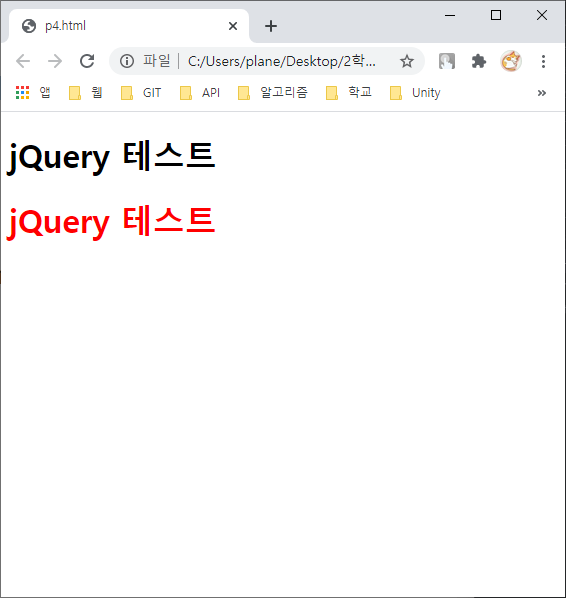 p4.html
파일 C:/Users/plane/Desktop/2학...
앱 웹 GIT API 알고리즘 학교 Unity »
jQuery 테스트
jQuery 테스트